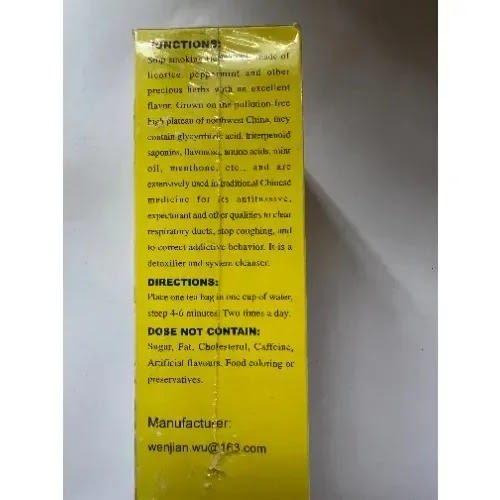 FUNCTIONS:
Stop smoking made of
licorice, peppermint and other
precious herbs with an excellent
flavor. Grown on the pollution-free
high plateau of northwest China, they
contain glycyrrhizic acid, triterpenoid
saponins, flavonoid, amino acids, mint
oil, menthone, etc., and are
extensively used in traditional Chinese
medicine for its antitussive,
expectorant and other qualities to clear
respiratory ducts, stop coughing, and
to correct addictive behavior. It is a
detoxifier and system cleanser.
DIRECTIONS:
Place one tea bag in one cup of water,
steep 4-6 minutes. Two times a day.
DOSE NOT CONTAIN:
Sugar, Fat, Cholesterol, Caffeine,
Artificial flavours, Food coloring or
preservatives.
Manufacturer:
wenjian.wu@163.com